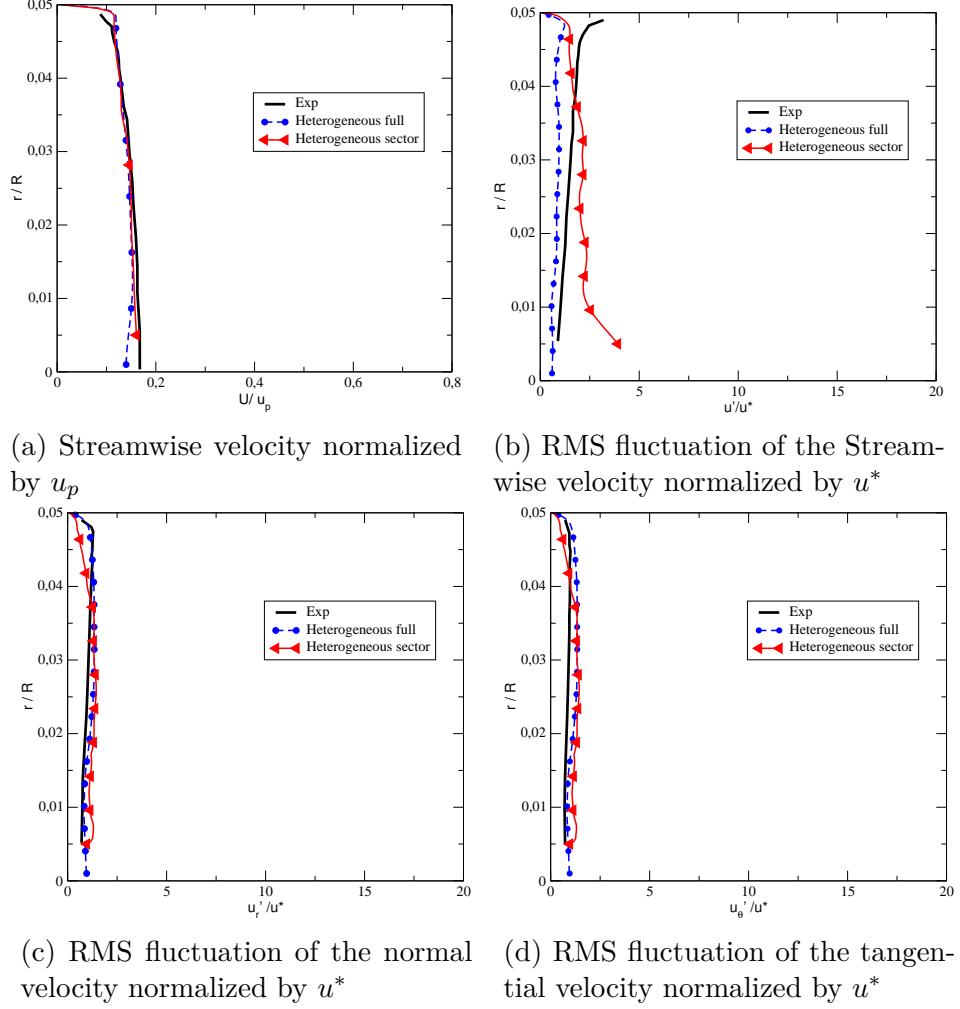 0,05
0,04
0,03
0,02
0,01
0
r / R
0
0,2
0,4
0,6
0,8
U/ u_p
Exp
Heterogeneous full
Heterogeneous sector
(a) Streamwise velocity normalized
by u_p
0,05
0,04
0,03
0,02
0,01
0
r / R
0
5
10
15
20
u'/u*
Exp
Heterogeneous full
Heterogeneous sector
(b) RMS fluctuation of the Stream-
wise velocity normalized by u*
0,05
0,04
0,03
0,02
0,01
0
r / R
0
5
10
15
20
u_r'/u*
Exp
Heterogeneous full
Heterogeneous sector
(c) RMS fluctuation of the normal
velocity normalized by u*
0,05
0,04
0,03
0,02
0,01
0
r / R
0
5
10
15
20
u_θ'/u*
Exp
Heterogeneous full
Heterogeneous sector
(d) RMS fluctuation of the tangen-
tial velocity normalized by u*